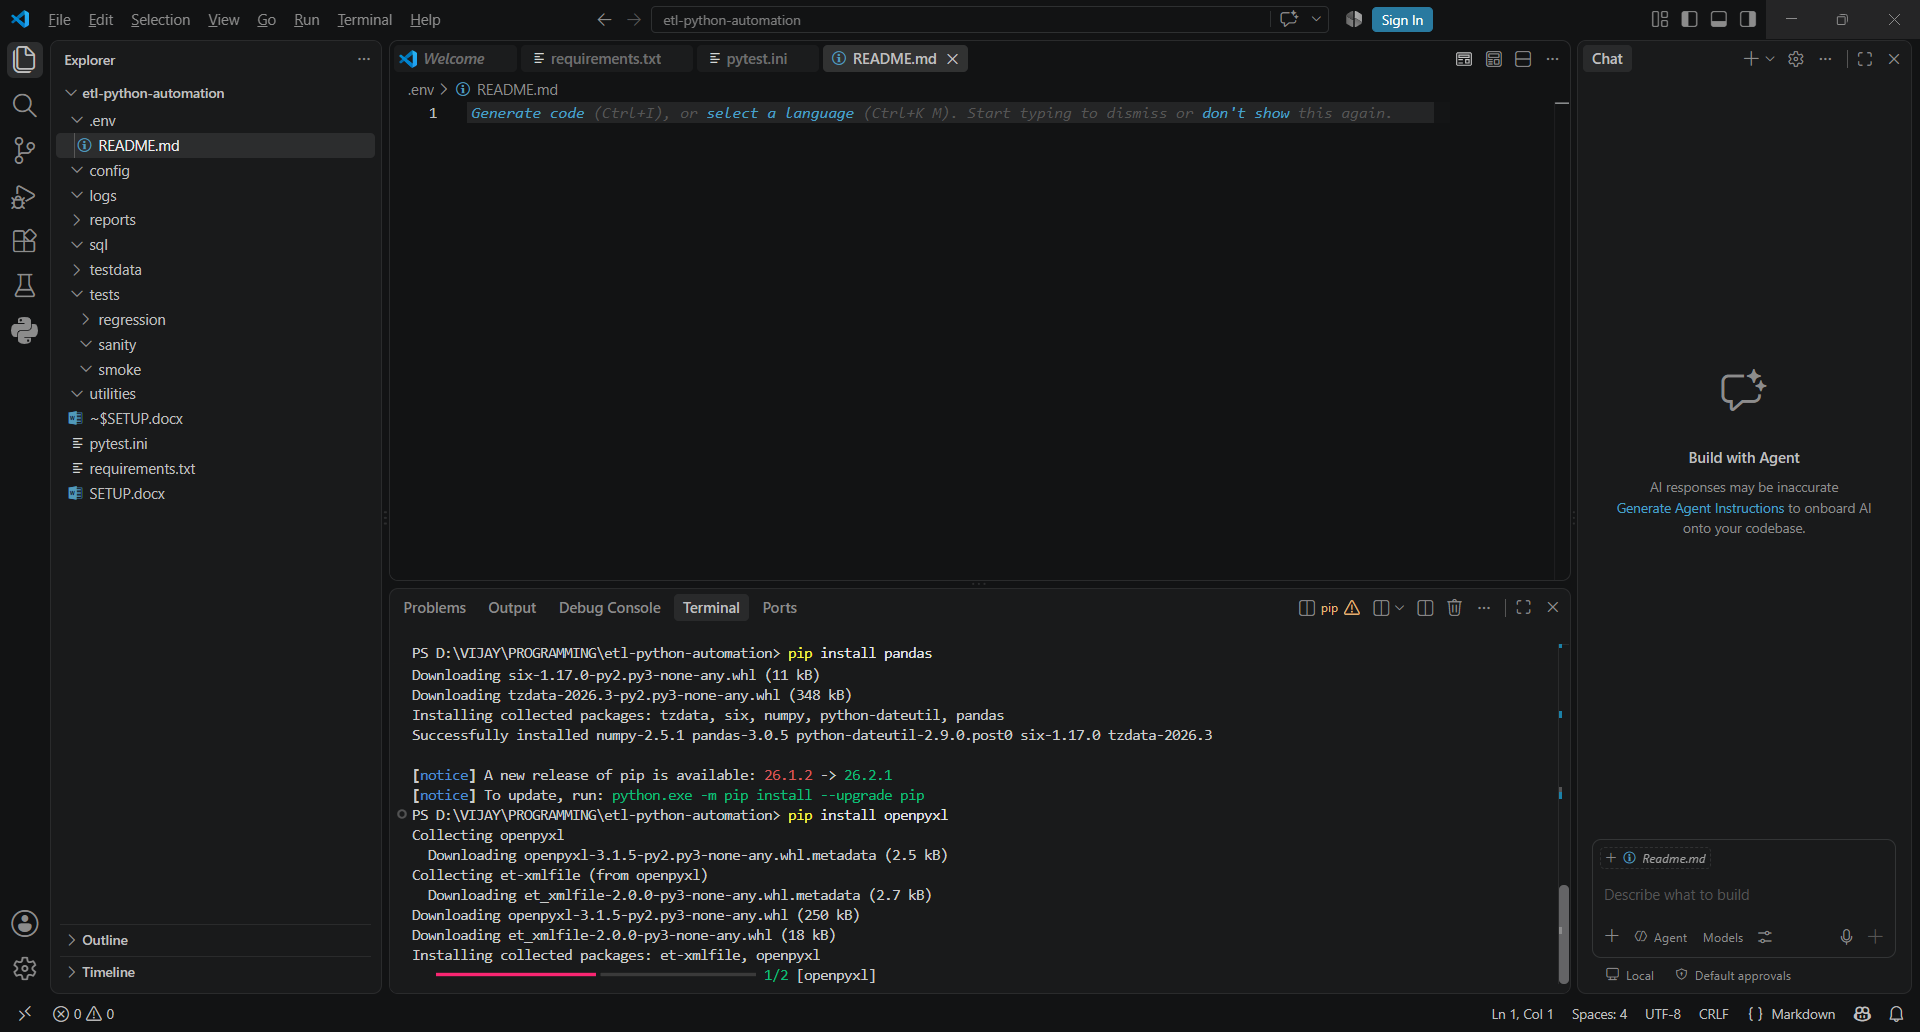 File Edit Selection View Go Run Terminal Help
etl-python-automation
Sign In
Explorer
etl-python-automation
.env
README.md
config
logs
reports
sql
testdata
tests
regression
sanity
smoke
utilities
~$SETUP.docx
pytest.ini
requirements.txt
SETUP.docx
Outline
Timeline
Welcome requirements.txt pytest.ini README.md
.env > README.md
1 Generate code (Ctrl+I), or select a language (Ctrl+K M). Start typing to dismiss or don't show this again.
Problems Output Debug Console Terminal Ports
pip
PS D:\VIJAY\PROGRAMMING\etl-python-automation> pip install pandas
Downloading six-1.17.0-py2.py3-none-any.whl (11 kB)
Downloading tzdata-2026.3-py2.py3-none-any.whl (348 kB)
Installing collected packages: tzdata, six, numpy, python-dateutil, pandas
Successfully installed numpy-2.5.1 pandas-3.0.5 python-dateutil-2.9.0.post0 six-1.17.0 tzdata-2026.3
[notice] A new release of pip is available: 26.1.2 -> 26.2.1
[notice] To update, run: python.exe -m pip install --upgrade pip
PS D:\VIJAY\PROGRAMMING\etl-python-automation> pip install openpyxl
Collecting openpyxl
Downloading openpyxl-3.1.5-py2.py3-none-any.whl.metadata (2.5 kB)
Collecting et-xmlfile (from openpyxl)
Downloading et_xmlfile-2.0.0-py3-none-any.whl.metadata (2.7 kB)
Downloading openpyxl-3.1.5-py2.py3-none-any.whl (250 kB)
Downloading et_xmlfile-2.0.0-py3-none-any.whl (18 kB)
Installing collected packages: et-xmlfile, openpyxl
1/2 [openpyxl]
Chat
Build with Agent
AI responses may be inaccurate
Generate Agent Instructions to onboard AI
onto your codebase.
Readme.md
Describe what to build
Agent Models
Local Default approvals
0 0
Ln 1, Col 1 Spaces: 4 UTF-8 CRLF { } Markdown